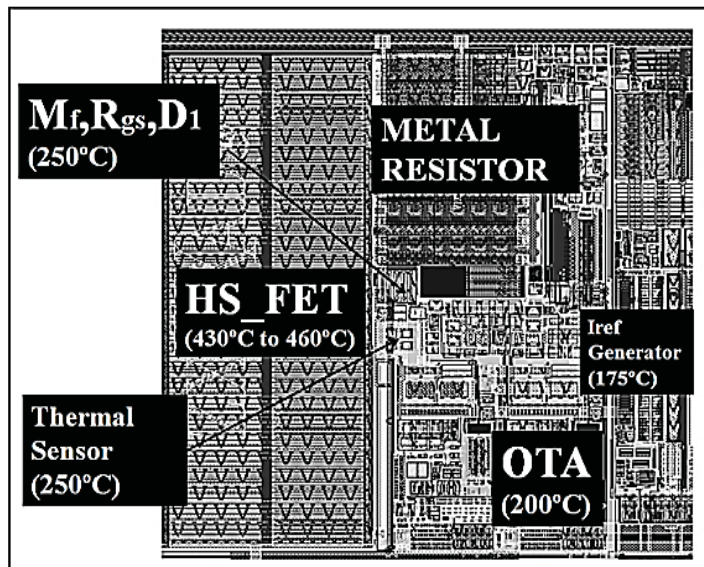 Mf,Rgs,D1
(250°C)
METAL
RESISTOR
HS_FET
(430°C to 460°C)
Iref
Generator
(175°C)
Thermal
Sensor
(250°C)
OTA
(200°C)